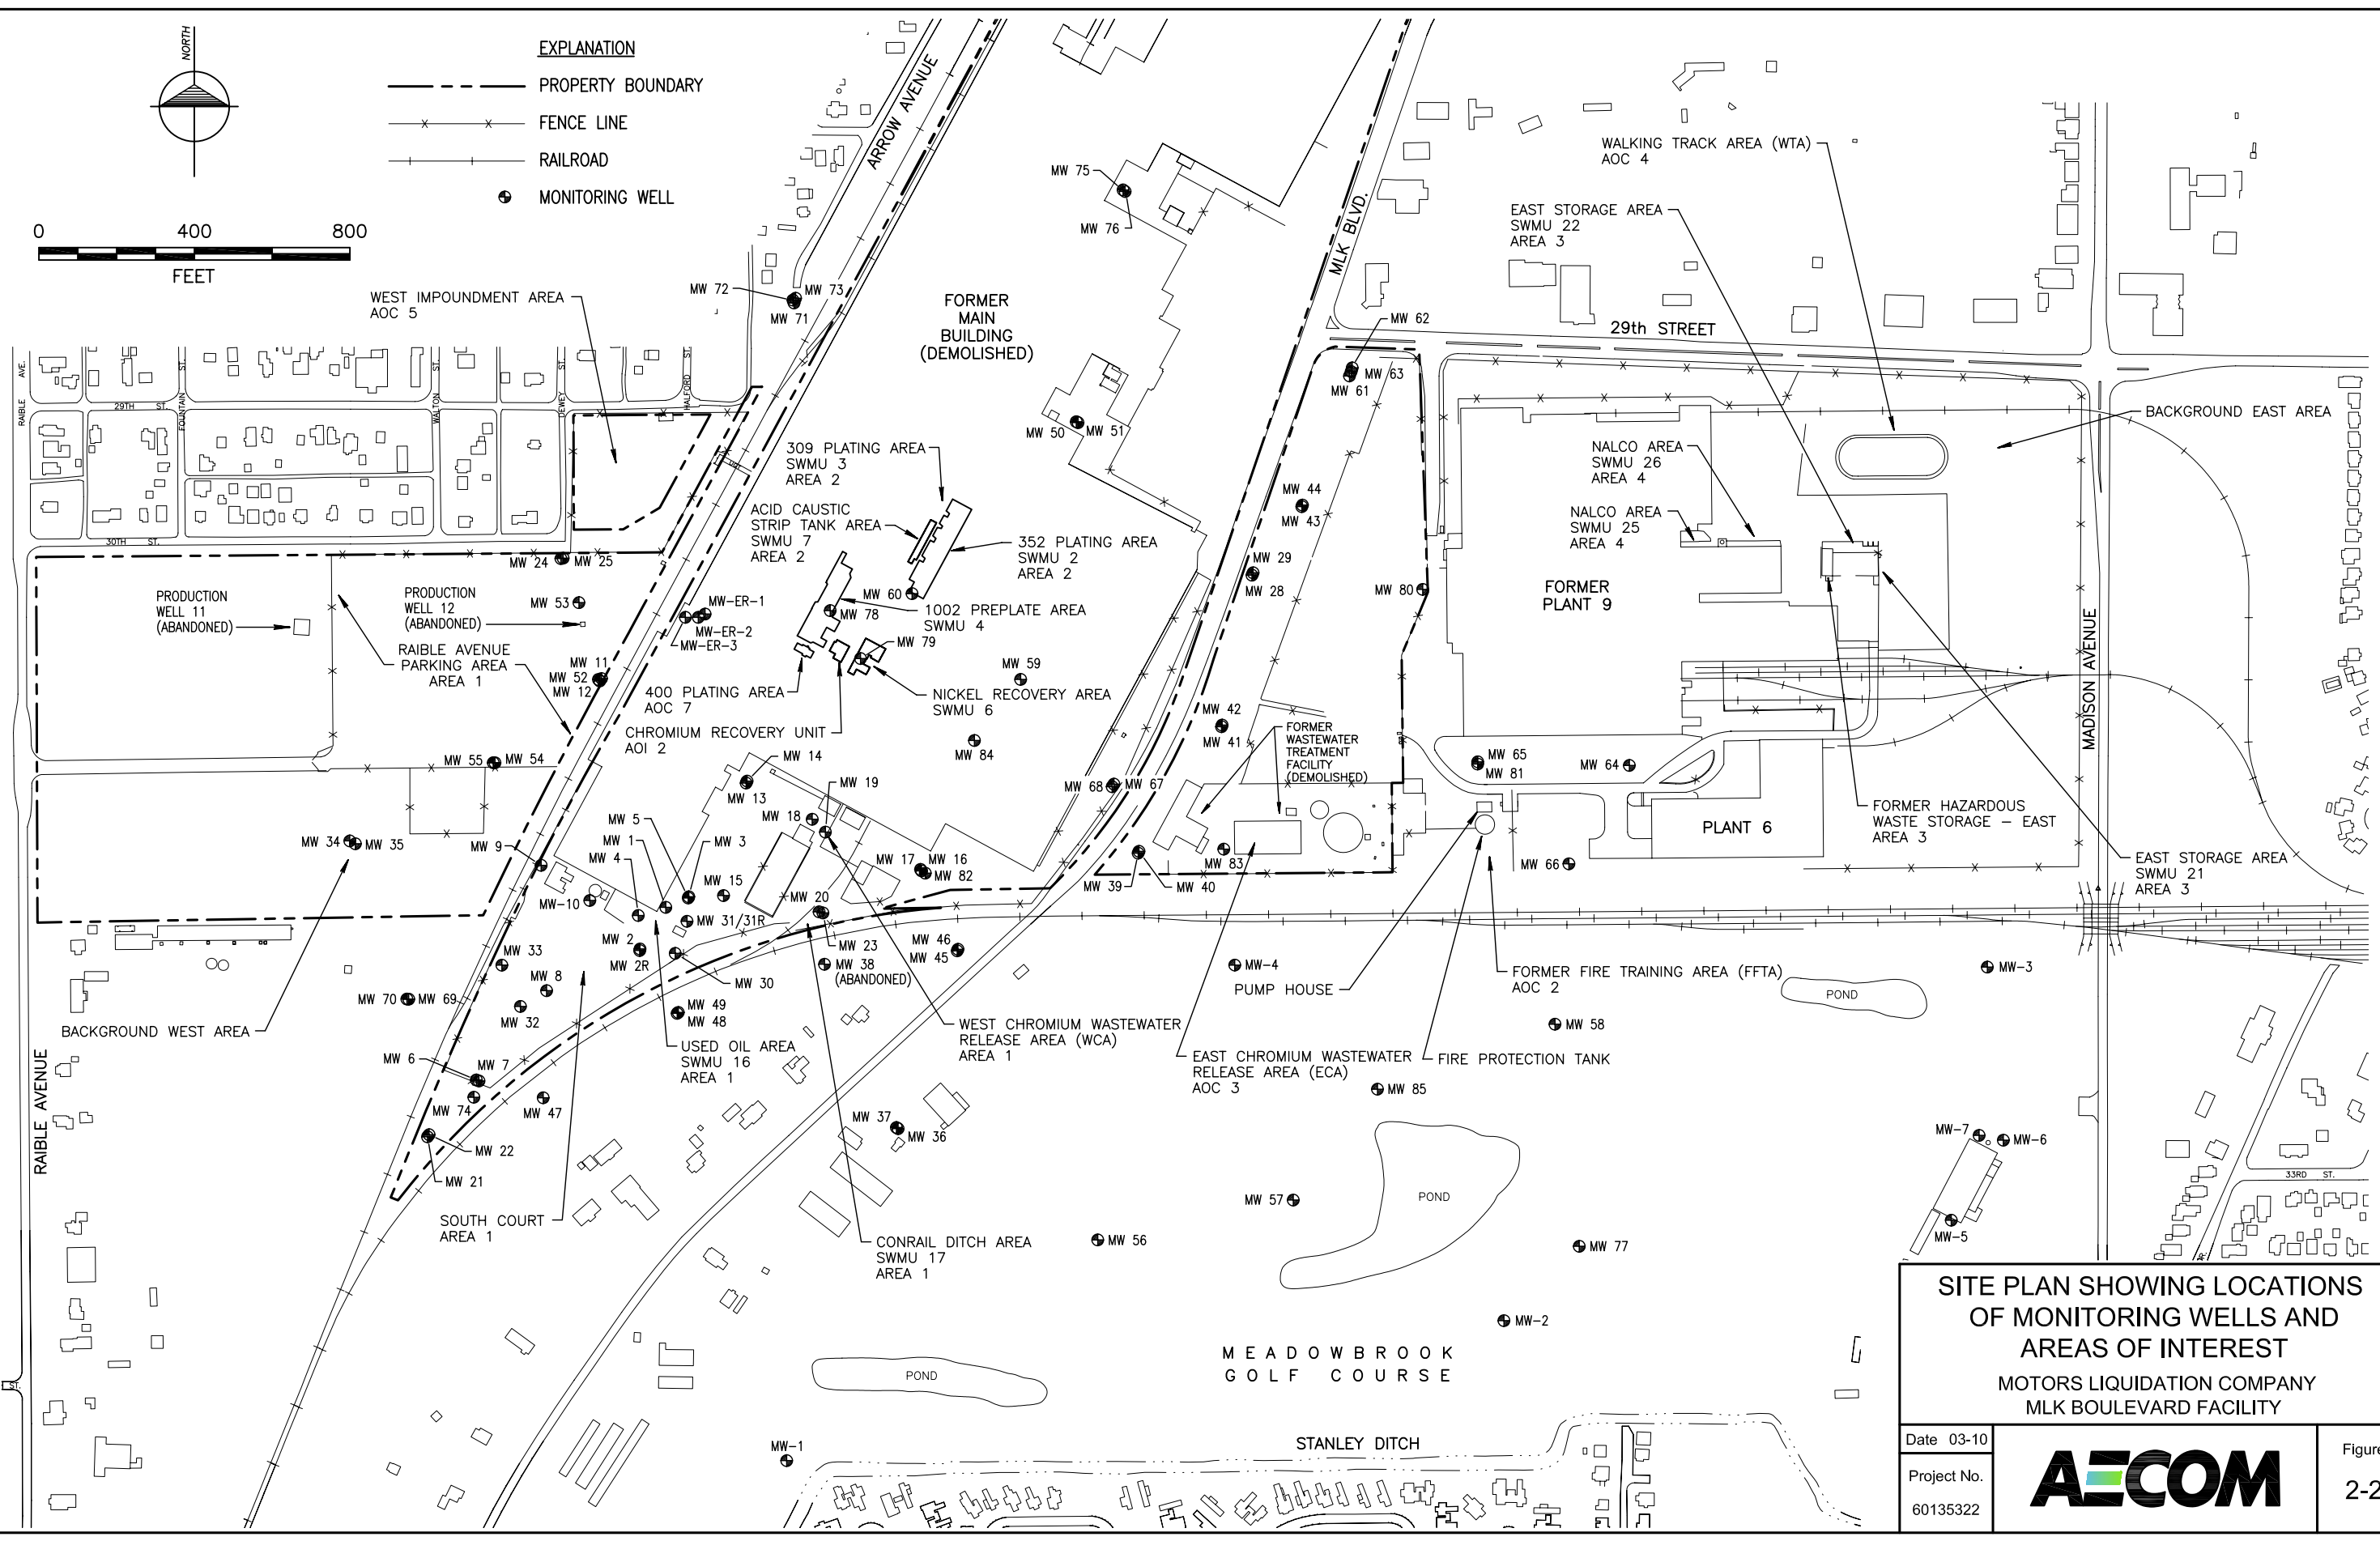 NORTH
EXPLANATION
PROPERTY BOUNDARY
FENCE LINE
RAILROAD
MONITORING WELL
0 400 800
FEET
ARROW AVENUE
MLK BLVD.
WALKING TRACK AREA (WTA)
AOC 4
EAST STORAGE AREA
SWMU 22
AREA 3
MW 75
MW 76
WEST IMPOUNDMENT AREA
AOC 5
MW 72
MW 73
MW 71
FORMER
MAIN
BUILDING
(DEMOLISHED)
29th STREET
MW 62
MW 63
MW 61
RAIBLE AVE.
29TH ST.
FOUNTAIN ST.
WALTON ST.
DEWEY ST.
HALFORD ST.
30TH ST.
MW 50
MW 51
BACKGROUND EAST AREA
309 PLATING AREA
SWMU 3
AREA 2
ACID CAUSTIC
STRIP TANK AREA
SWMU 7
AREA 2
352 PLATING AREA
SWMU 2
AREA 2
MW 44
MW 43
NALCO AREA
SWMU 26
AREA 4
NALCO AREA
SWMU 25
AREA 4
MW 24
MW 25
MW 29
MW 28
MW 80
FORMER
PLANT 9
PRODUCTION
WELL 11
(ABANDONED)
PRODUCTION
WELL 12
(ABANDONED)
MW 53
MW-ER-1
MW-ER-2
MW-ER-3
MW 60
MW 78
1002 PREPLATE AREA
SWMU 4
MW 79
RAIBLE AVENUE
PARKING AREA
AREA 1
MW 11
MW 52
MW 12
400 PLATING AREA
AOC 7
NICKEL RECOVERY AREA
SWMU 6
MW 59
CHROMIUM RECOVERY UNIT
AOI 2
MW 84
MW 42
MW 41
FORMER
WASTEWATER
TREATMENT
FACILITY
(DEMOLISHED)
MADISON AVENUE
MW 55
MW 54
MW 14
MW 13
MW 19
MW 18
MW 68
MW 67
MW 65
MW 81
MW 64
PLANT 6
FORMER HAZARDOUS
WASTE STORAGE – EAST
AREA 3
EAST STORAGE AREA
SWMU 21
AREA 3
MW 34
MW 35
MW 9
MW 5
MW 1
MW 4
MW 3
MW 15
MW 17
MW 16
MW 82
MW 83
MW 39
MW 40
MW 66
MW-10
MW 31/31R
MW 20
MW 23
MW 2
MW 2R
MW 30
MW 38
(ABANDONED)
MW 46
MW 45
MW 33
MW 8
MW 32
MW 70
MW 69
BACKGROUND WEST AREA
MW 49
MW 48
MW-4
PUMP HOUSE
FORMER FIRE TRAINING AREA (FFTA)
AOC 2
MW-3
POND
MW 58
USED OIL AREA
SWMU 16
AREA 1
WEST CHROMIUM WASTEWATER
RELEASE AREA (WCA)
AREA 1
EAST CHROMIUM WASTEWATER
RELEASE AREA (ECA)
AOC 3
FIRE PROTECTION TANK
MW 85
RAIBLE AVENUE
MW 6
MW 7
MW 74
MW 47
MW 22
MW 21
MW 37
MW 36
MW-7
MW-6
33RD ST.
SOUTH COURT
AREA 1
CONRAIL DITCH AREA
SWMU 17
AREA 1
MW 57
POND
MW 56
MW 77
MW-5
MW-2
MEADOWBROOK
GOLF COURSE
POND
ST.
MW-1
STANLEY DITCH
SITE PLAN SHOWING LOCATIONS
OF MONITORING WELLS AND
AREAS OF INTEREST
MOTORS LIQUIDATION COMPANY
MLK BOULEVARD FACILITY
Date 03-10
Project No.
60135322
AECOM
Figure
2-2